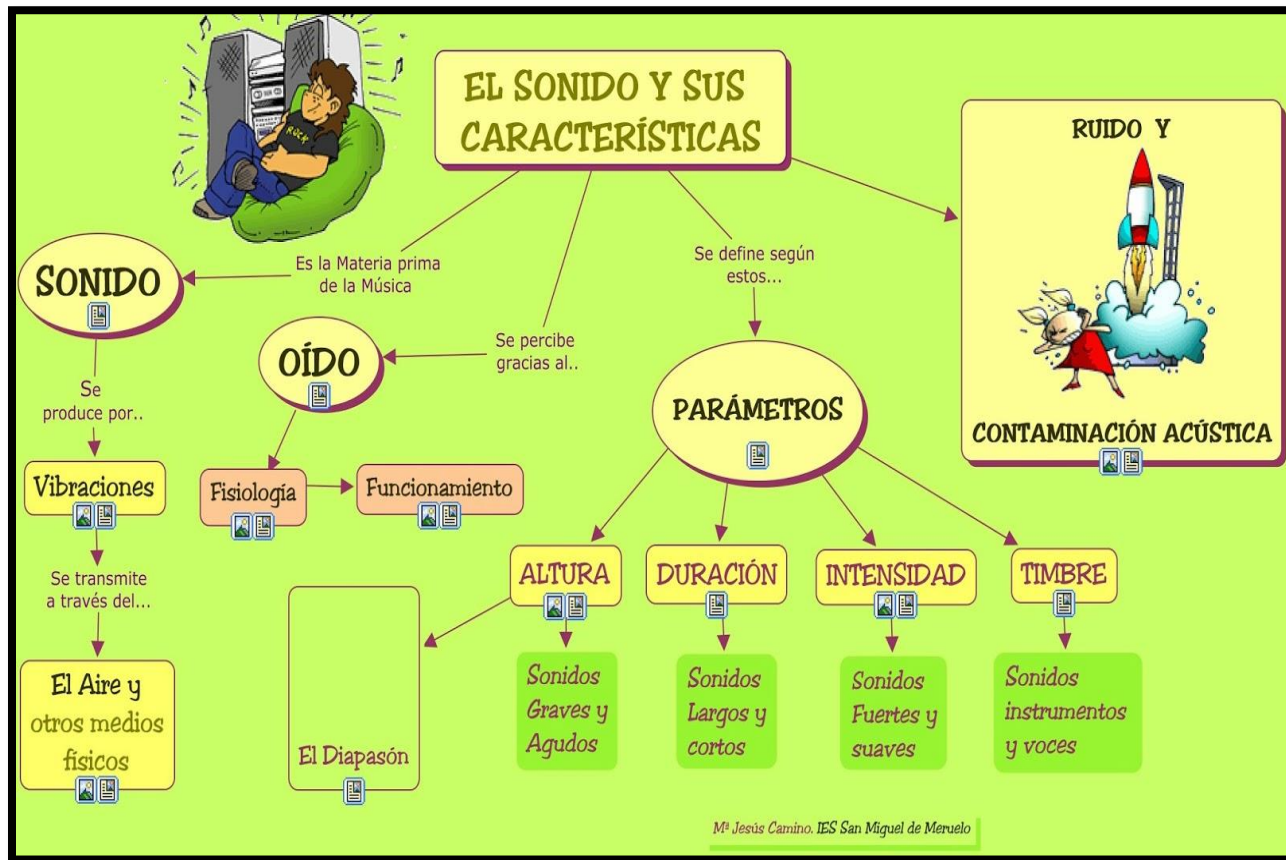 EL SONIDO Y SUS
CARACTERÍSTICAS
ROCK
RUIDO Y
CONTAMINACIÓN ACÚSTICA
Es la Materia prima
de la Música
SONIDO
Se
produce por..
Vibraciones
Se transmite
a través del...
El Aire y
otros medios
físicos
Se percibe
gracias al..
OÍDO
Fisiología
Funcionamiento
Se define según
estos...
PARÁMETROS
ALTURA
DURACIÓN
INTENSIDAD
TIMBRE
El Diapasón
Sonidos
Graves y
Agudos
Sonidos
Largos y
cortos
Sonidos
Fuertes y
suaves
Sonidos
instrumentos
y voces
Mª Jesús Camino. IES San Miguel de Meruelo